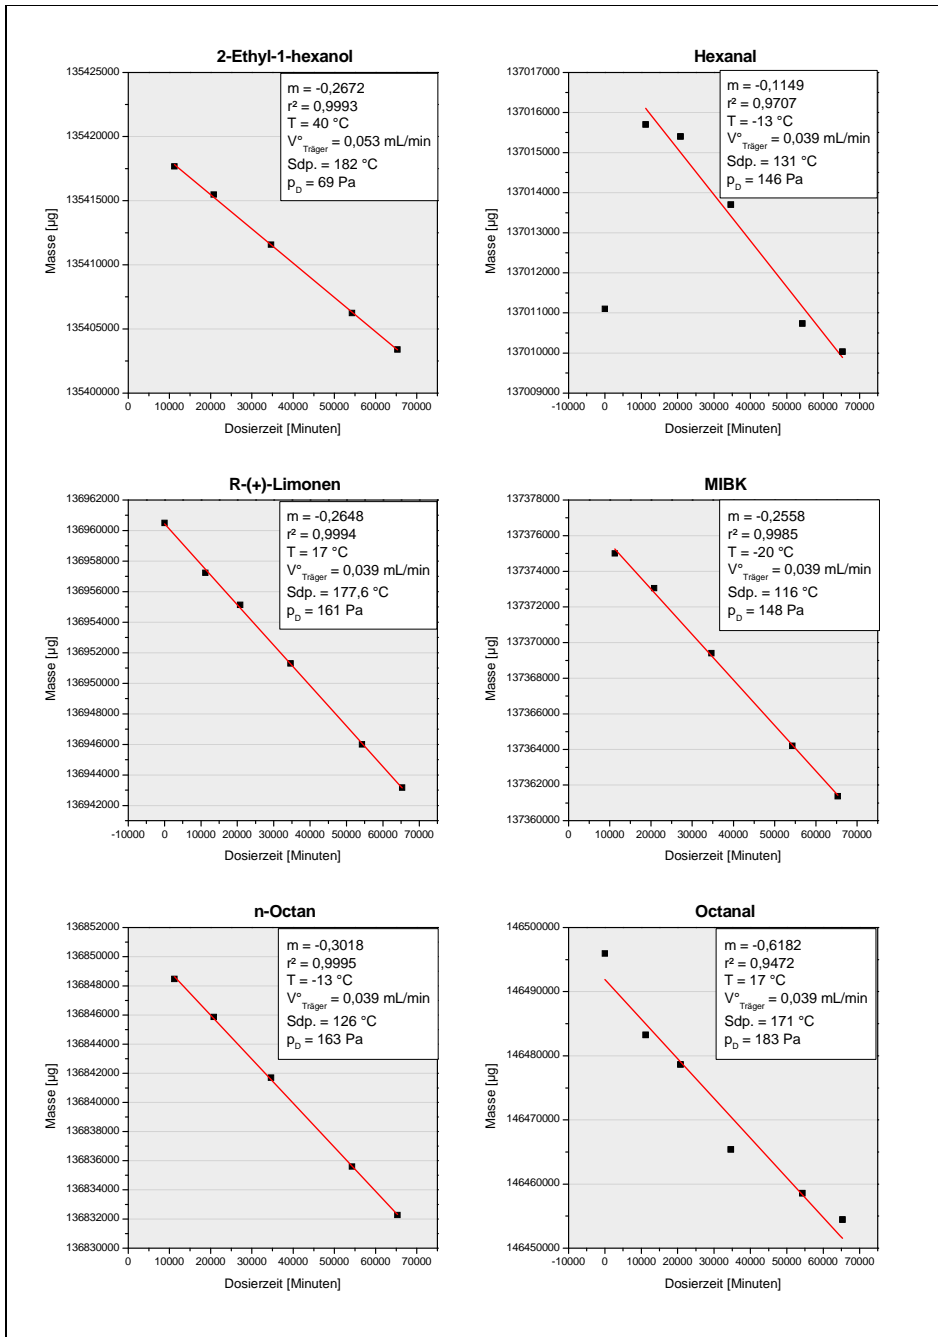 2-Ethyl-1-hexanol
135425000
135420000
135415000
135410000
135405000
135400000
Masse [µg]
m = -0,2672
r² = 0,9993
T = 40 °C
V°Träger = 0,053 mL/min
Sdp. = 182 °C
pD = 69 Pa
0 10000 20000 30000 40000 50000 60000 70000
Dosierzeit [Minuten]
Hexanal
137017000
137016000
137015000
137014000
137013000
137012000
137011000
137010000
137009000
Masse [µg]
m = -0,1149
r² = 0,9707
T = -13 °C
V°Träger = 0,039 mL/min
Sdp. = 131 °C
pD = 146 Pa
-10000 0 10000 20000 30000 40000 50000 60000 70000
Dosierzeit [Minuten]
R-(+)-Limonen
136962000
136960000
136958000
136956000
136954000
136952000
136950000
136948000
136946000
136944000
136942000
Masse [µg]
m = -0,2648
r² = 0,9994
T = 17 °C
V°Träger = 0,039 mL/min
Sdp. = 177,6 °C
pD = 161 Pa
-10000 0 10000 20000 30000 40000 50000 60000 70000
Dosierzeit [Minuten]
MIBK
137378000
137376000
137374000
137372000
137370000
137368000
137366000
137364000
137362000
137360000
Masse [µg]
m = -0,2558
r² = 0,9985
T = -20 °C
V°Träger = 0,039 mL/min
Sdp. = 116 °C
pD = 148 Pa
0 10000 20000 30000 40000 50000 60000 70000
Dosierzeit [Minuten]
n-Octan
136852000
136850000
136848000
136846000
136844000
136842000
136840000
136838000
136836000
136834000
136832000
136830000
Masse [µg]
m = -0,3018
r² = 0,9995
T = -13 °C
V°Träger = 0,039 mL/min
Sdp. = 126 °C
pD = 163 Pa
0 10000 20000 30000 40000 50000 60000 70000
Dosierzeit [Minuten]
Octanal
146500000
146490000
146480000
146470000
146460000
146450000
Masse [µg]
m = -0,6182
r² = 0,9472
T = 17 °C
V°Träger = 0,039 mL/min
Sdp. = 171 °C
pD = 183 Pa
-10000 0 10000 20000 30000 40000 50000 60000 70000
Dosierzeit [Minuten]